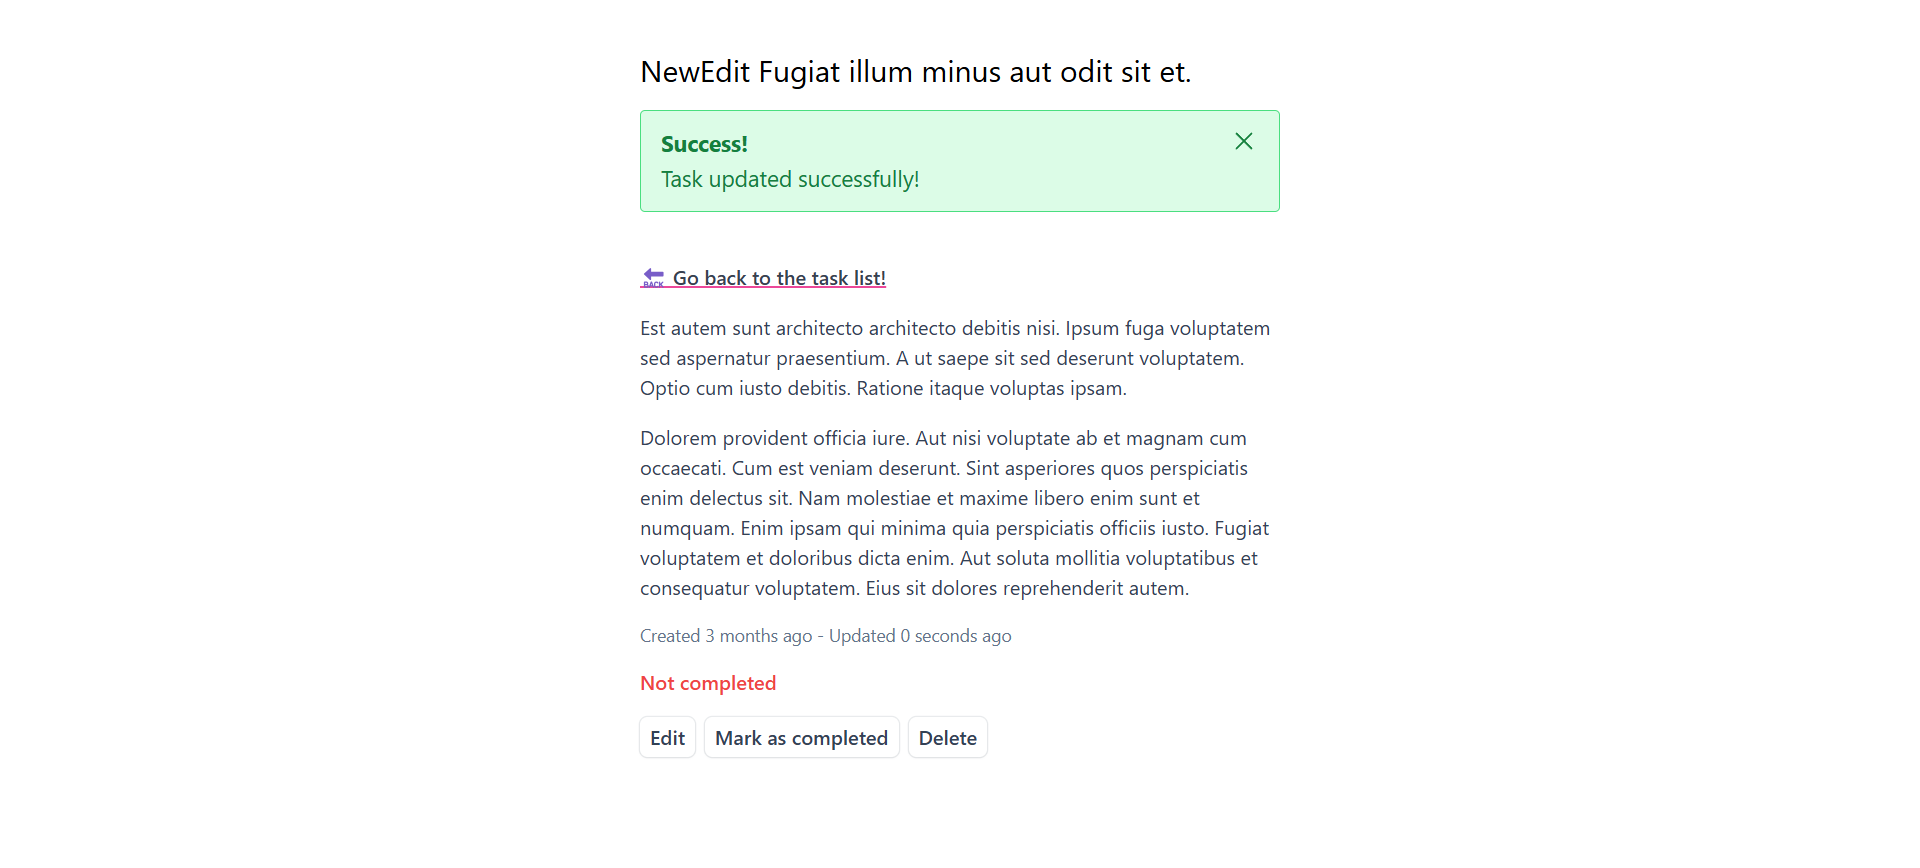 NewEdit Fugiat illum minus aut odit sit et.
Success!
Task updated successfully!
BACK Go back to the task list!
Est autem sunt architecto architecto debitis nisi. Ipsum fuga voluptatem
sed aspernatur praesentium. A ut saepe sit sed deserunt voluptatem.
Optio cum iusto debitis. Ratione itaque voluptas ipsam.
Dolorem provident officia iure. Aut nisi voluptate ab et magnam cum
occaecati. Cum est veniam deserunt. Sint asperiores quos perspiciatis
enim delectus sit. Nam molestiae et maxime libero enim sunt et
numquam. Enim ipsam qui minima quia perspiciatis officiis iusto. Fugiat
voluptatem et doloribus dicta enim. Aut soluta mollitia voluptatibus et
consequatur voluptatem. Eius sit dolores reprehenderit autem.
Created 3 months ago - Updated 0 seconds ago
Not completed
Edit Mark as completed Delete